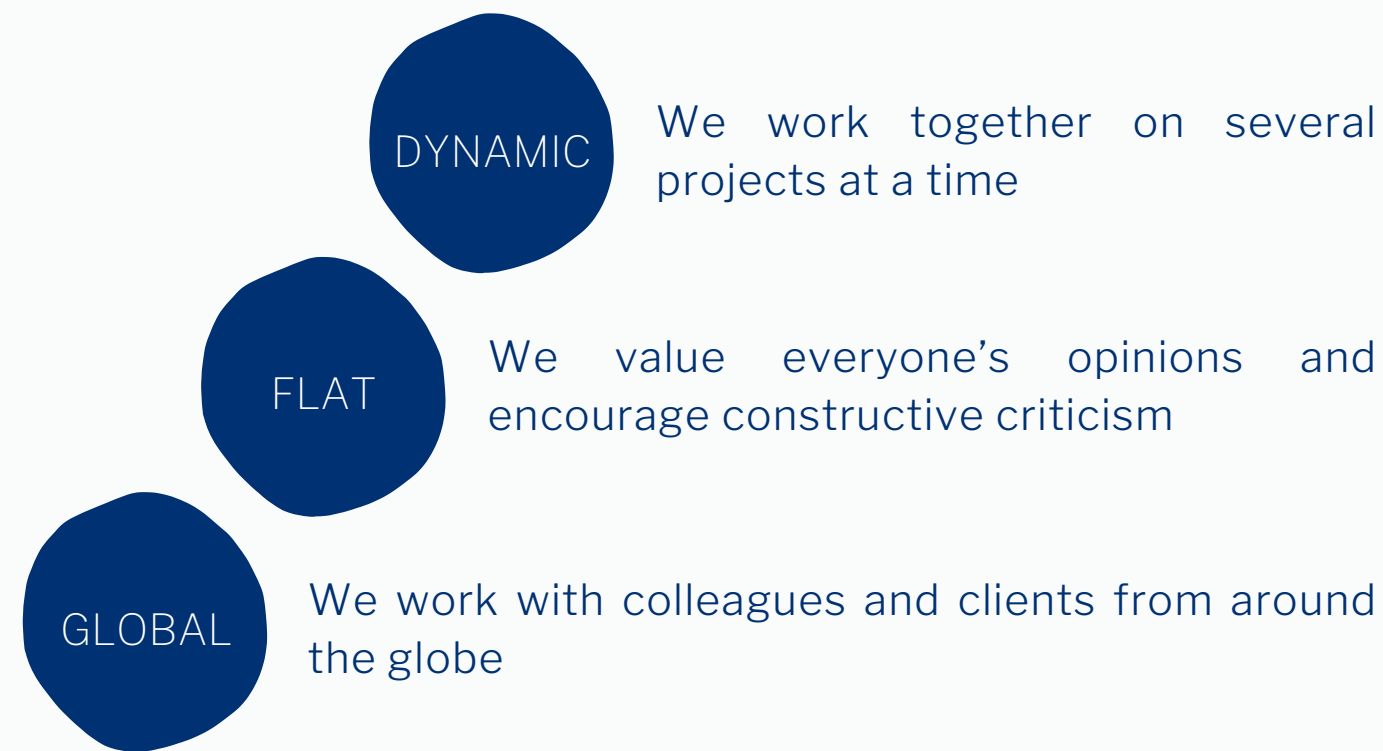 DYNAMIC
We work together on several
projects at a time
FLAT
We value everyone’s opinions and
encourage constructive criticism
GLOBAL
We work with colleagues and clients from around
the globe